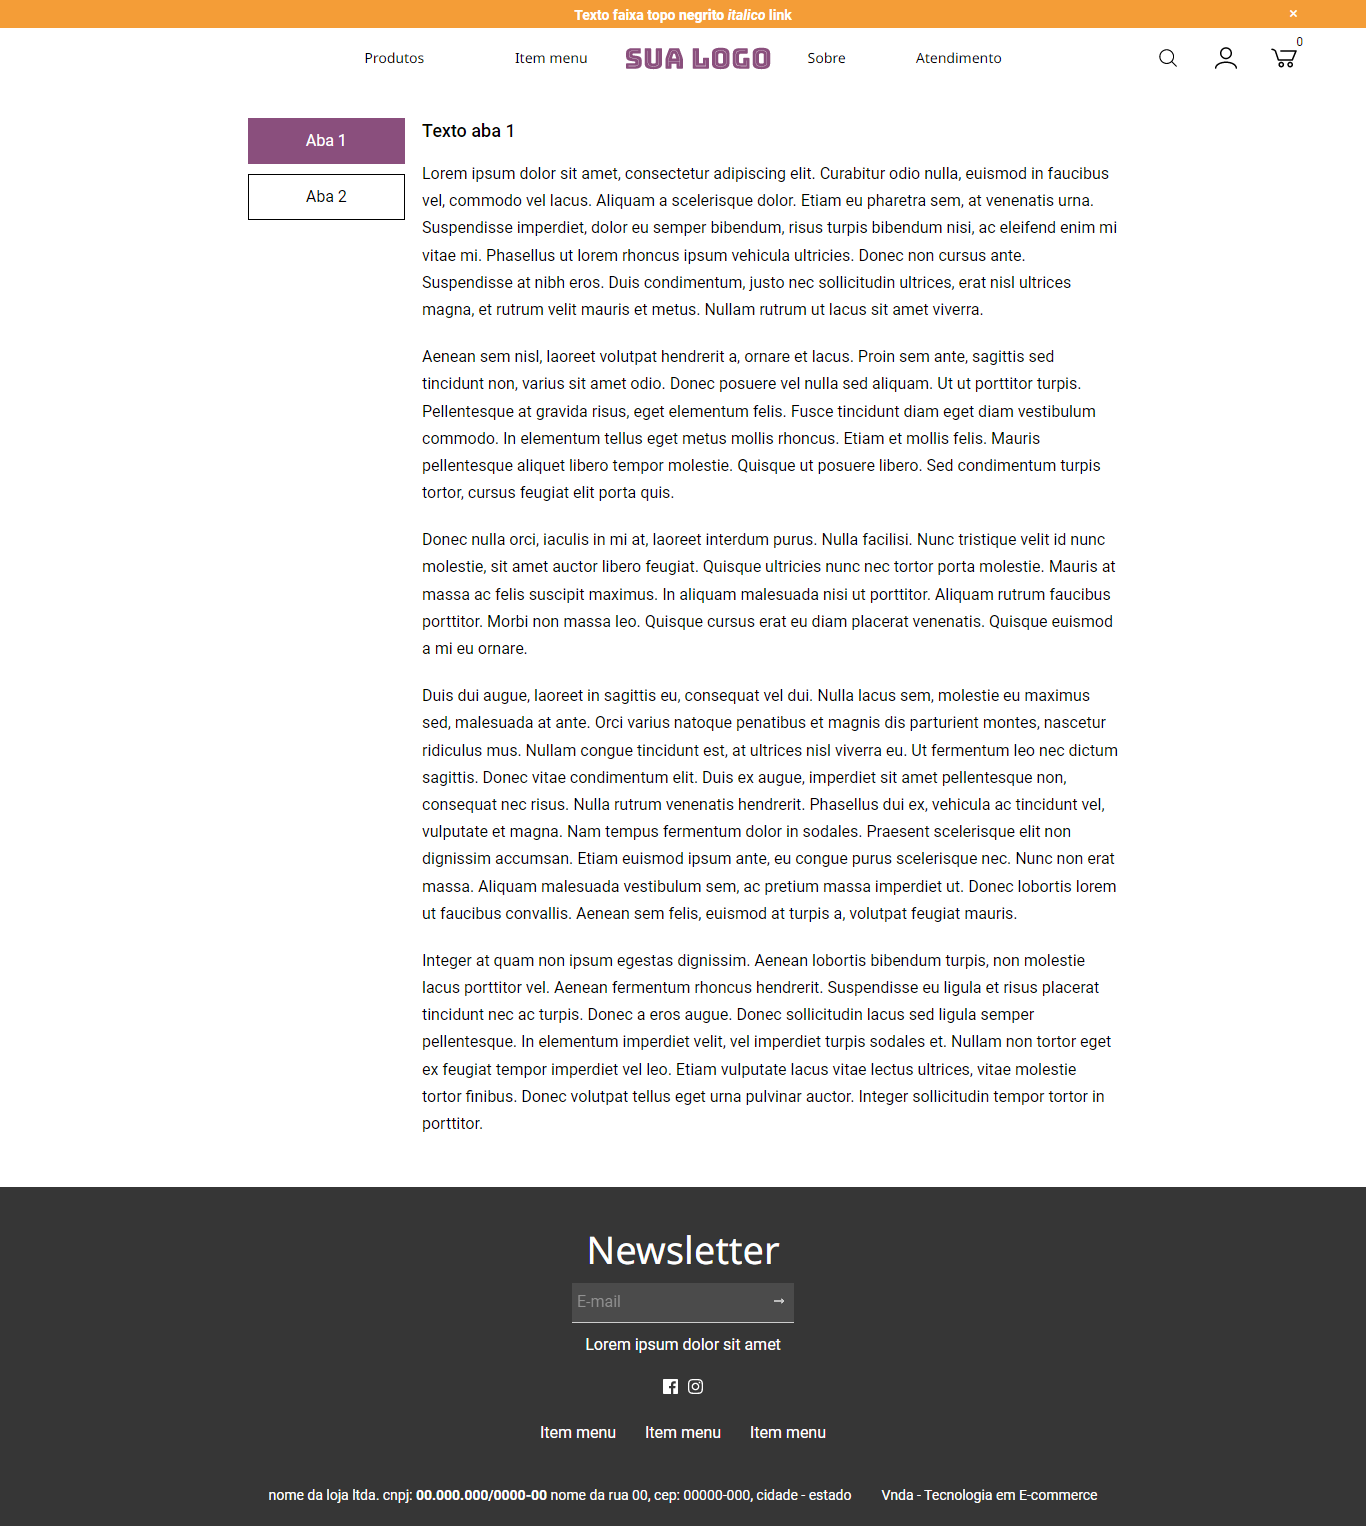 Texto faixa topo negrito italico link ×
0
Produtos Item menu SUA LOGO Sobre Atendimento
Aba 1
Aba 2
Texto aba 1
Lorem ipsum dolor sit amet, consectetur adipiscing elit. Curabitur odio nulla, euismod in faucibus
vel, commodo vel lacus. Aliquam a scelerisque dolor. Etiam eu pharetra sem, at venenatis urna.
Suspendisse imperdiet, dolor eu semper bibendum, risus turpis bibendum nisi, ac eleifend enim mi
vitae mi. Phasellus ut lorem rhoncus ipsum vehicula ultricies. Donec non cursus ante.
Suspendisse at nibh eros. Duis condimentum, justo nec sollicitudin ultrices, erat nisl ultrices
magna, et rutrum velit mauris et metus. Nullam rutrum ut lacus sit amet viverra.
Aenean sem nisl, laoreet volutpat hendrerit a, ornare et lacus. Proin sem ante, sagittis sed
tincidunt non, varius sit amet odio. Donec posuere vel nulla sed aliquam. Ut ut porttitor turpis.
Pellentesque at gravida risus, eget elementum felis. Fusce tincidunt diam eget diam vestibulum
commodo. In elementum tellus eget metus mollis rhoncus. Etiam et mollis felis. Mauris
pellentesque aliquet libero tempor molestie. Quisque ut posuere libero. Sed condimentum turpis
tortor, cursus feugiat elit porta quis.
Donec nulla orci, iaculis in mi at, laoreet interdum purus. Nulla facilisi. Nunc tristique velit id nunc
molestie, sit amet auctor libero feugiat. Quisque ultricies nunc nec tortor porta molestie. Mauris at
massa ac felis suscipit maximus. In aliquam malesuada nisi ut porttitor. Aliquam rutrum faucibus
porttitor. Morbi non massa leo. Quisque cursus erat eu diam placerat venenatis. Quisque euismod
a mi eu ornare.
Duis dui augue, laoreet in sagittis eu, consequat vel dui. Nulla lacus sem, molestie eu maximus
sed, malesuada at ante. Orci varius natoque penatibus et magnis dis parturient montes, nascetur
ridiculus mus. Nullam congue tincidunt est, at ultrices nisl viverra eu. Ut fermentum leo nec dictum
sagittis. Donec vitae condimentum elit. Duis ex augue, imperdiet sit amet pellentesque non,
consequat nec risus. Nulla rutrum venenatis hendrerit. Phasellus dui ex, vehicula ac tincidunt vel,
vulputate et magna. Nam tempus fermentum dolor in sodales. Praesent scelerisque elit non
dignissim accumsan. Etiam euismod ipsum ante, eu congue purus scelerisque nec. Nunc non erat
massa. Aliquam malesuada vestibulum sem, ac pretium massa imperdiet ut. Donec lobortis lorem
ut faucibus convallis. Aenean sem felis, euismod at turpis a, volutpat feugiat mauris.
Integer at quam non ipsum egestas dignissim. Aenean lobortis bibendum turpis, non molestie
lacus porttitor vel. Aenean fermentum rhoncus hendrerit. Suspendisse eu ligula et risus placerat
tincidunt nec ac turpis. Donec a eros augue. Donec sollicitudin lacus sed ligula semper
pellentesque. In elementum imperdiet velit, vel imperdiet turpis sodales et. Nullam non tortor eget
ex feugiat tempor imperdiet vel leo. Etiam vulputate lacus vitae lectus ultrices, vitae molestie
tortor finibus. Donec volutpat tellus eget urna pulvinar auctor. Integer sollicitudin tempor tortor in
porttitor.
Newsletter
E-mail →
Lorem ipsum dolor sit amet
Item menu Item menu Item menu
nome da loja ltda. cnpj: 00.000.000/0000-00 nome da rua 00, cep: 00000-000, cidade - estado Vnda - Tecnologia em E-commerce